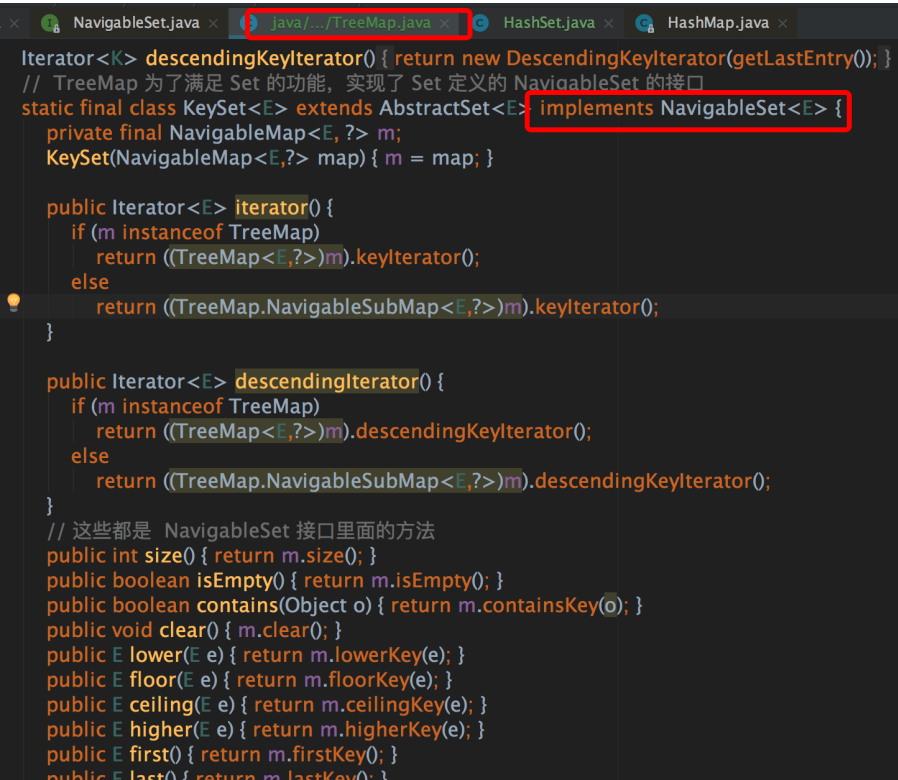 NavigableSet.java × java/.../TreeMap.java × HashSet.java × HashMap.java ×
Iterator<K> descendingKeyIterator() { return new DescendingKeyIterator(getLastEntry()); }
// TreeMap 为了满足 Set 的功能，实现了 Set 定义的 NavigableSet 的接口
static final class KeySet<E> extends AbstractSet<E> implements NavigableSet<E> {
private final NavigableMap<E, ?> m;
KeySet(NavigableMap<E,?> map) { m = map; }
public Iterator<E> iterator() {
if (m instanceof TreeMap)
return ((TreeMap<E,?>)m).keyIterator();
else
return ((TreeMap.NavigableSubMap<E,?>)m).keyIterator();
}
public Iterator<E> descendingIterator() {
if (m instanceof TreeMap)
return ((TreeMap<E,?>)m).descendingKeyIterator();
else
return ((TreeMap.NavigableSubMap<E,?>)m).descendingKeyIterator();
}
// 这些都是 NavigableSet 接口里面的方法
public int size() { return m.size(); }
public boolean isEmpty() { return m.isEmpty(); }
public boolean contains(Object o) { return m.containsKey(o); }
public void clear() { m.clear(); }
public E lower(E e) { return m.lowerKey(e); }
public E floor(E e) { return m.floorKey(e); }
public E ceiling(E e) { return m.ceilingKey(e); }
public E higher(E e) { return m.higherKey(e); }
public E first() { return m.firstKey(); }
public E last() { return m.lastKey(); }